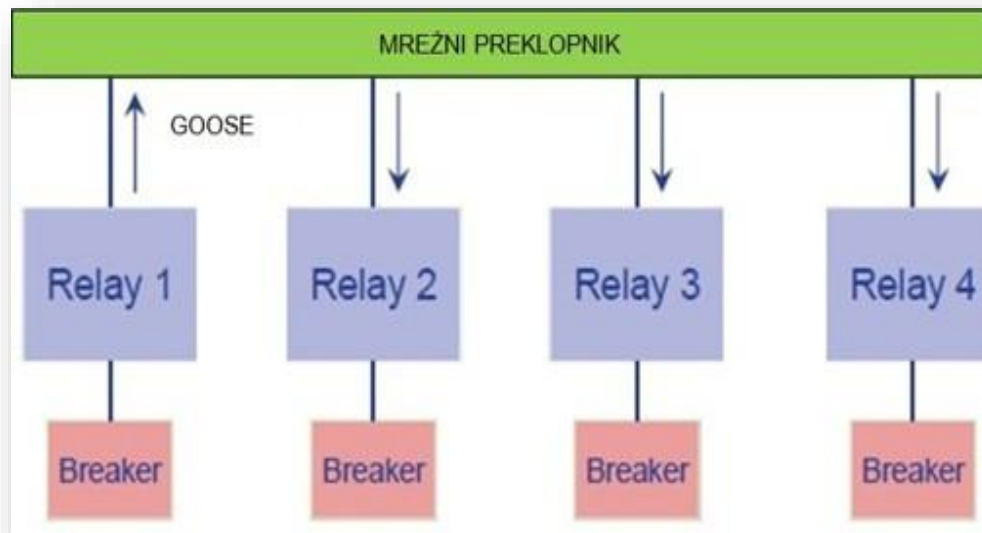 MREŽNI PREKLOPNIK
GOOSE
Relay 1
Relay 2
Relay 3
Relay 4
Breaker
Breaker
Breaker
Breaker